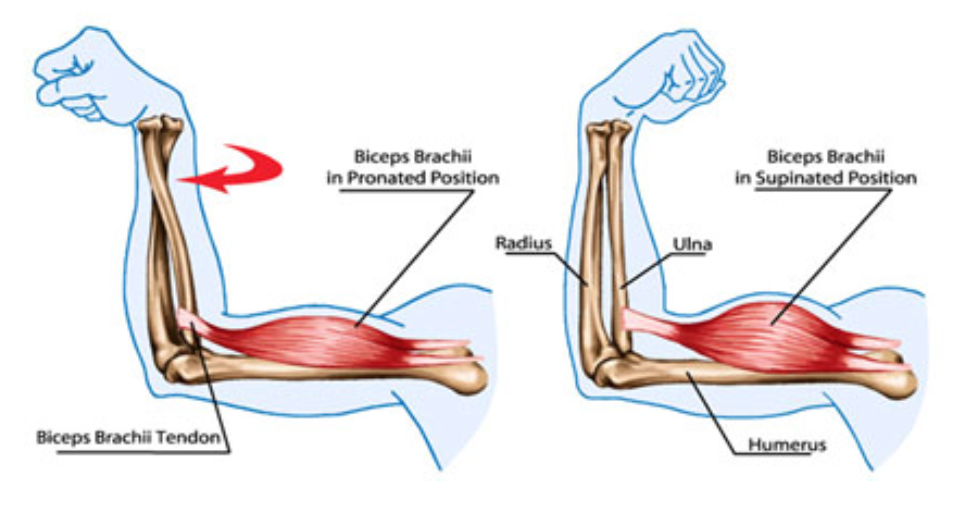 Biceps Brachii
in Pronated Position
Biceps Brachii
in Supinated Position
Radius
Ulna
Biceps Brachii Tendon
Humerus